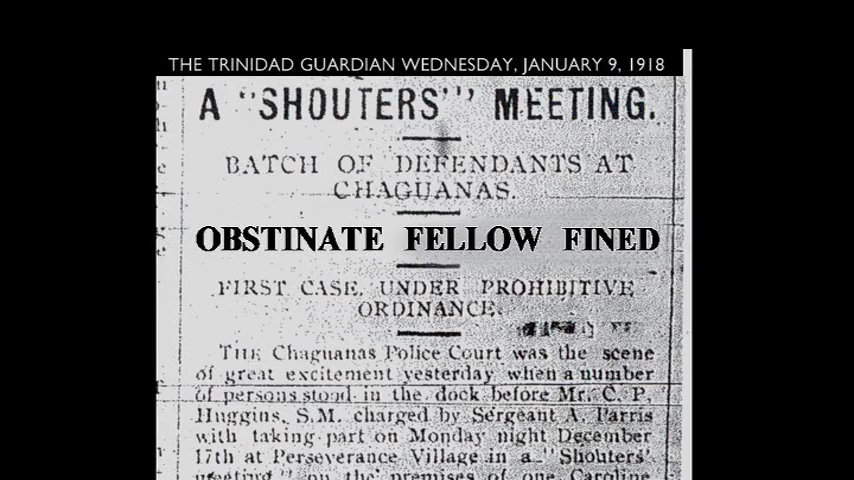 THE TRINIDAD GUARDIAN WEDNESDAY, JANUARY 9, 1918
A "SHOUTERS'" MEETING.
BATCH OF DEFENDANTS AT
CHAGUANAS.
OBSTINATE FELLOW FINED
FIRST CASE, UNDER PROHIBITIVE
ORDINANCE.
THE Chaguanas Police Court was the scene
of great excitement yesterday when a number
of persons stood in the dock before Mr. C. P.
Huggins, S.M. charged by Sergeant A. Parris
with taking part on Monday night December
17th at Perseverance Village in a "Shouters'
meeting" on the premises of one Caroline